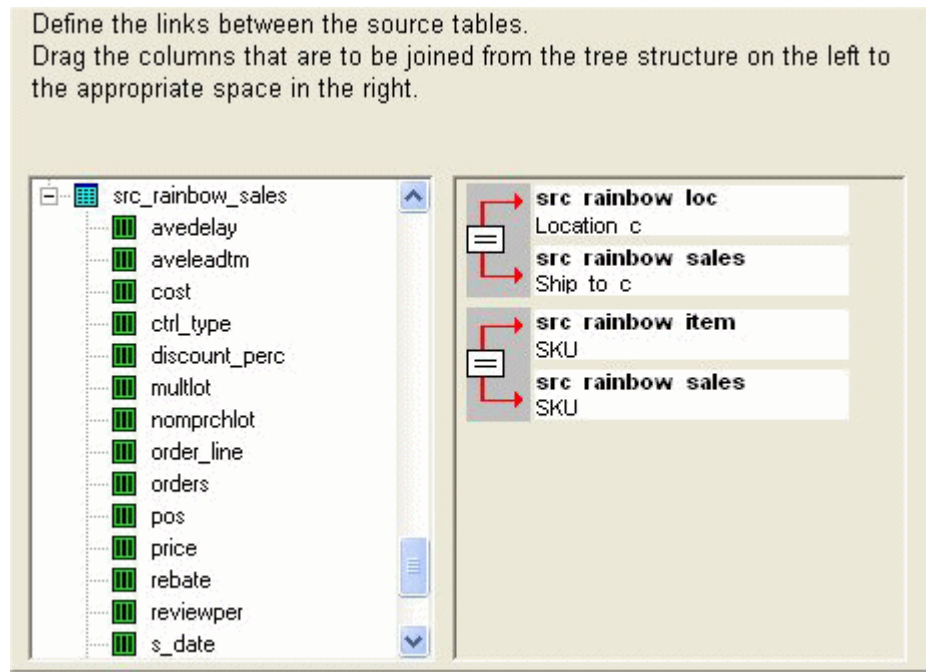 Define the links between the source tables.
Drag the columns that are to be joined from the tree structure on the left to
the appropriate space in the right.
src_rainbow_sales
avedelay
aveleadtm
cost
ctrl_type
discount_perc
multlot
nomprchlot
order_line
orders
pos
price
rebate
reviewper
s_date
src rainbow loc
Location c
src rainbow sales
Ship to c
src rainbow item
SKU
src rainbow sales
SKU